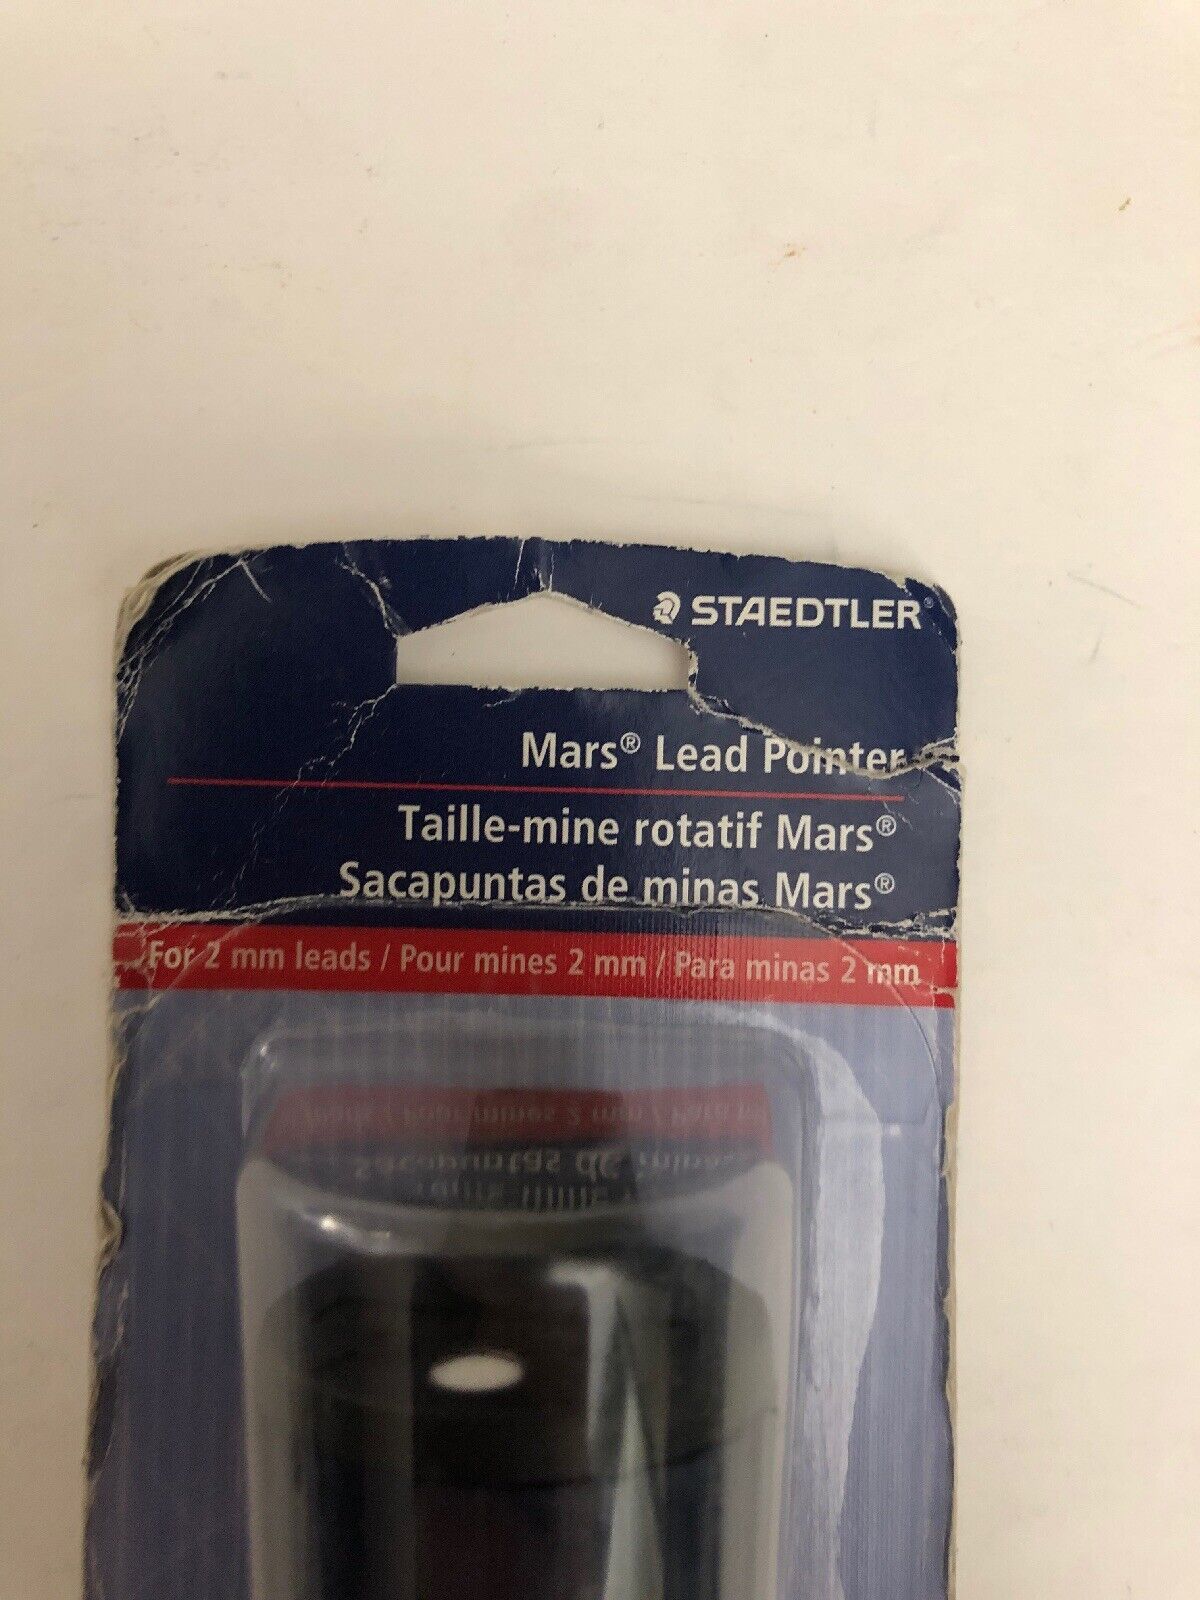 STAEDTLER®
Mars® Lead Pointer
Taille-mine rotatif Mars®
Sacapuntas de minas Mars®
For 2 mm leads / Pour mines 2 mm / Para minas 2 mm